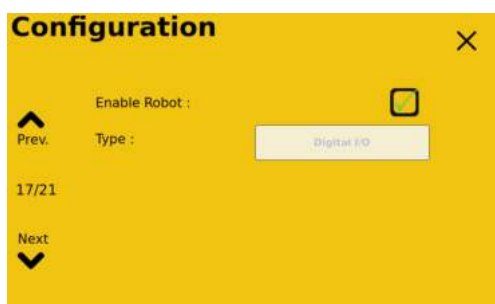 Configuration
Enable Robot :
Prev.
Type :
Digital I/O
17/21
Next